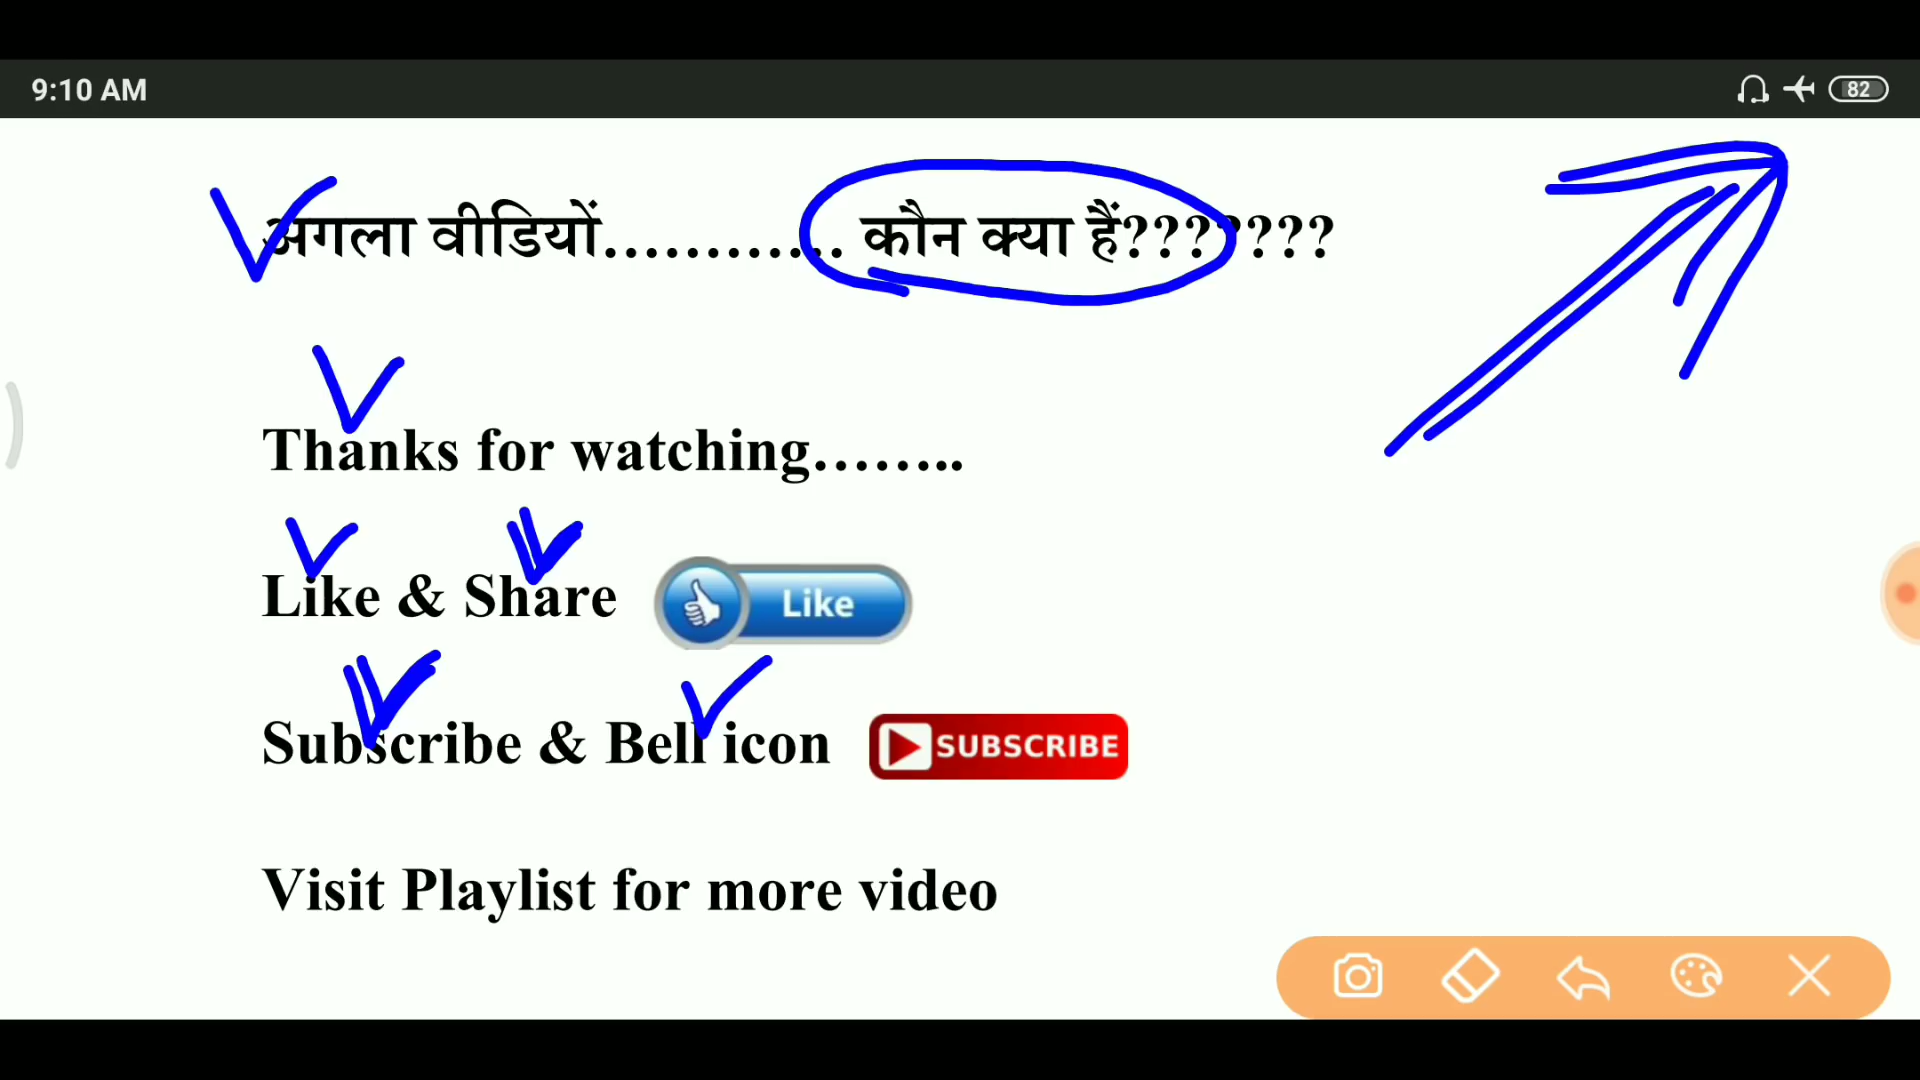 9:10 AM 82
अगला वीडियों............ कौन क्या हैं???????
Thanks for watching……..
Like & Share Like
Subscribe & Bell icon SUBSCRIBE
Visit Playlist for more video